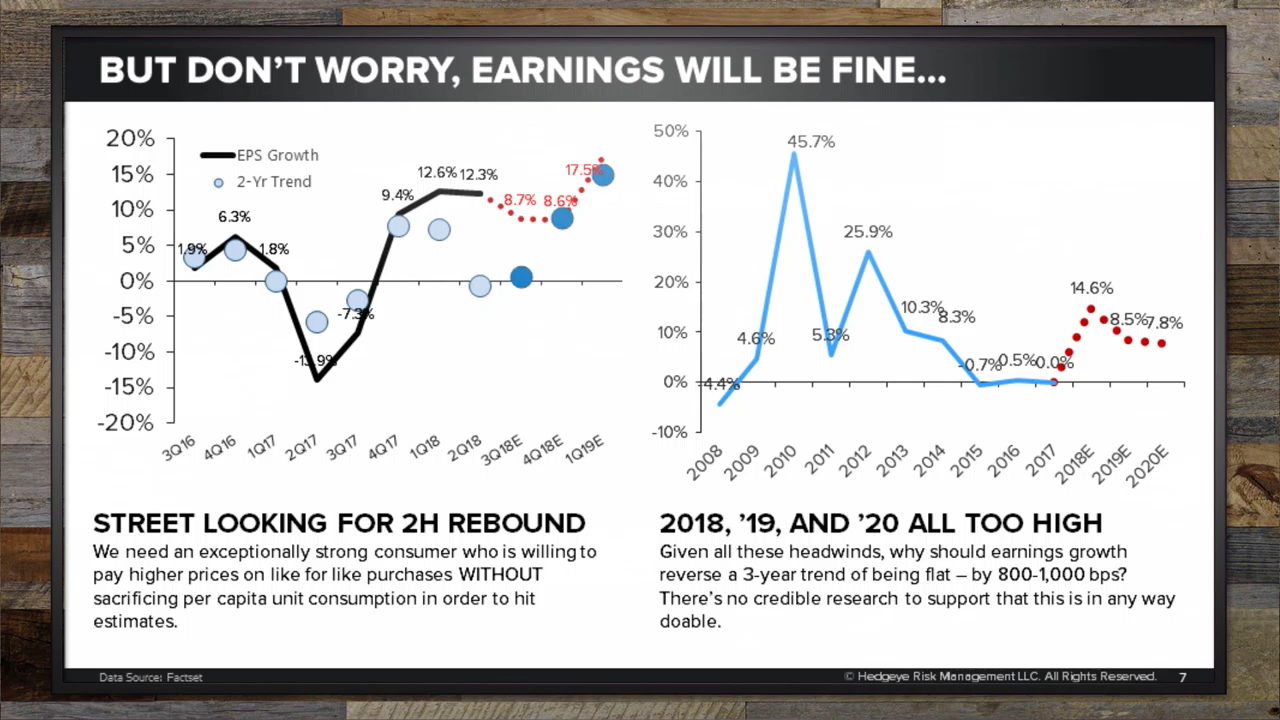 BUT DON'T WORRY, EARNINGS WILL BE FINE...
20%
15%
10%
5%
0%
-5%
-10%
-15%
-20%
EPS Growth
2-Yr Trend
1.9%
6.3%
1.8%
-13.9%
-7.3%
9.4%
12.6%
12.3%
8.7%
8.6%
17.5%
3Q16
4Q16
1Q17
2Q17
3Q17
4Q17
1Q18
2Q18
3Q18E
4Q18E
1Q19E
50%
40%
30%
20%
10%
0%
-10%
-4.4%
4.6%
45.7%
5.3%
25.9%
10.3%
8.3%
-0.7%
0.5%
0.0%
14.6%
8.5%
7.8%
2008
2009
2010
2011
2012
2013
2014
2015
2016
2017
2018E
2019E
2020E
STREET LOOKING FOR 2H REBOUND
We need an exceptionally strong consumer who is willing to
pay higher prices on like for like purchases WITHOUT
sacrificing per capita unit consumption in order to hit
estimates.
2018, '19, AND '20 ALL TOO HIGH
Given all these headwinds, why should earnings growth
reverse a 3-year trend of being flat – by 800-1,000 bps?
There's no credible research to support that this is in any way
doable.
Data Source: Factset
© Hedgeye Risk Management LLC. All Rights Reserved.
7